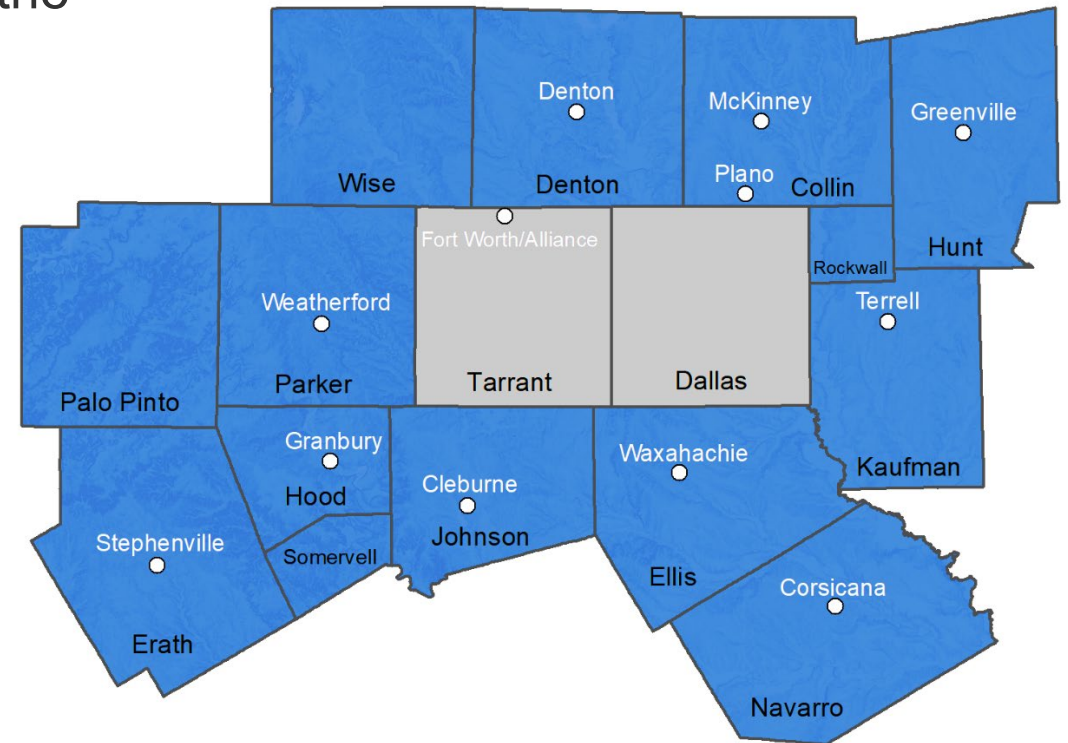 Denton
McKinney
Greenville
Plano
Wise
Denton
Collin
Fort Worth/Alliance
Hunt
Rockwall
Weatherford
Terrell
Parker
Tarrant
Dallas
Palo Pinto
Granbury
Waxahachie
Kaufman
Hood
Cleburne
Johnson
Stephenville
Somervell
Ellis
Corsicana
Erath
Navarro